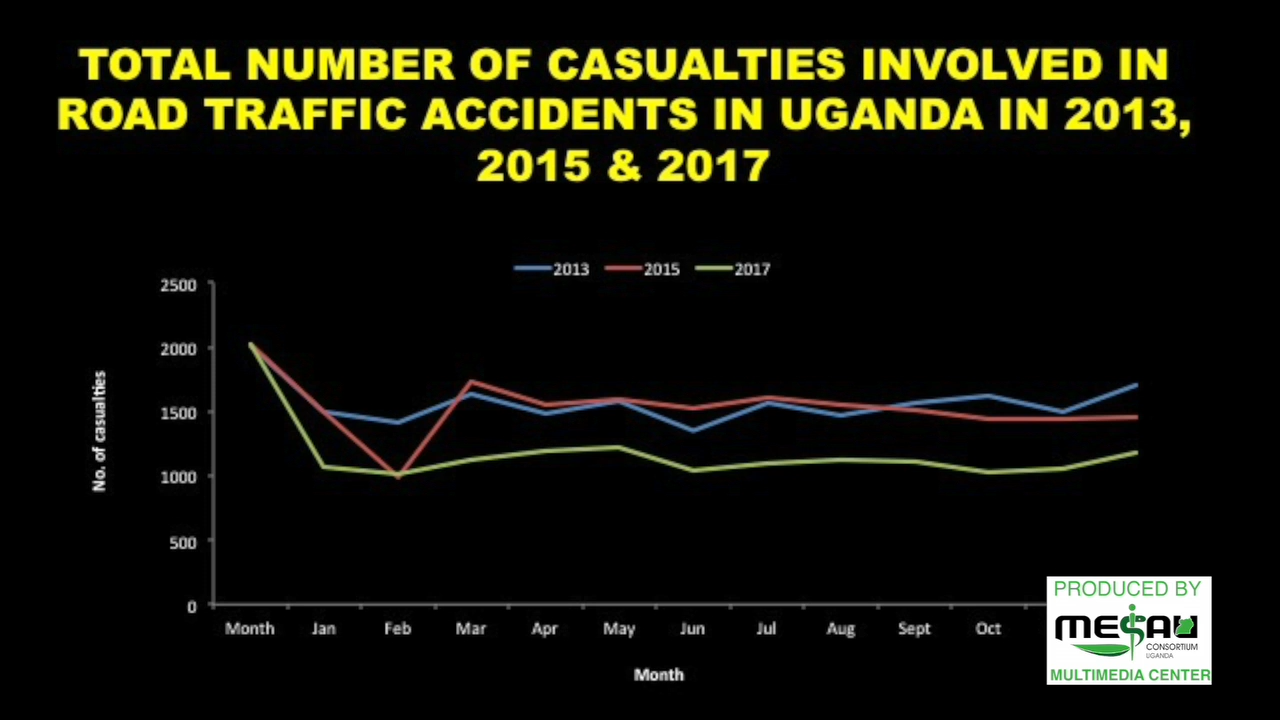 TOTAL NUMBER OF CASUALTIES INVOLVED IN
ROAD TRAFFIC ACCIDENTS IN UGANDA IN 2013,
2015 & 2017
2013 2015 2017
2500
2000
1500
1000
500
0
No. of casualties
Month Jan Feb Mar Apr May Jun Jul Aug Sept Oct
Month
PRODUCED BY
MESAU
CONSORTIUM
UGANDA
MULTIMEDIA CENTER